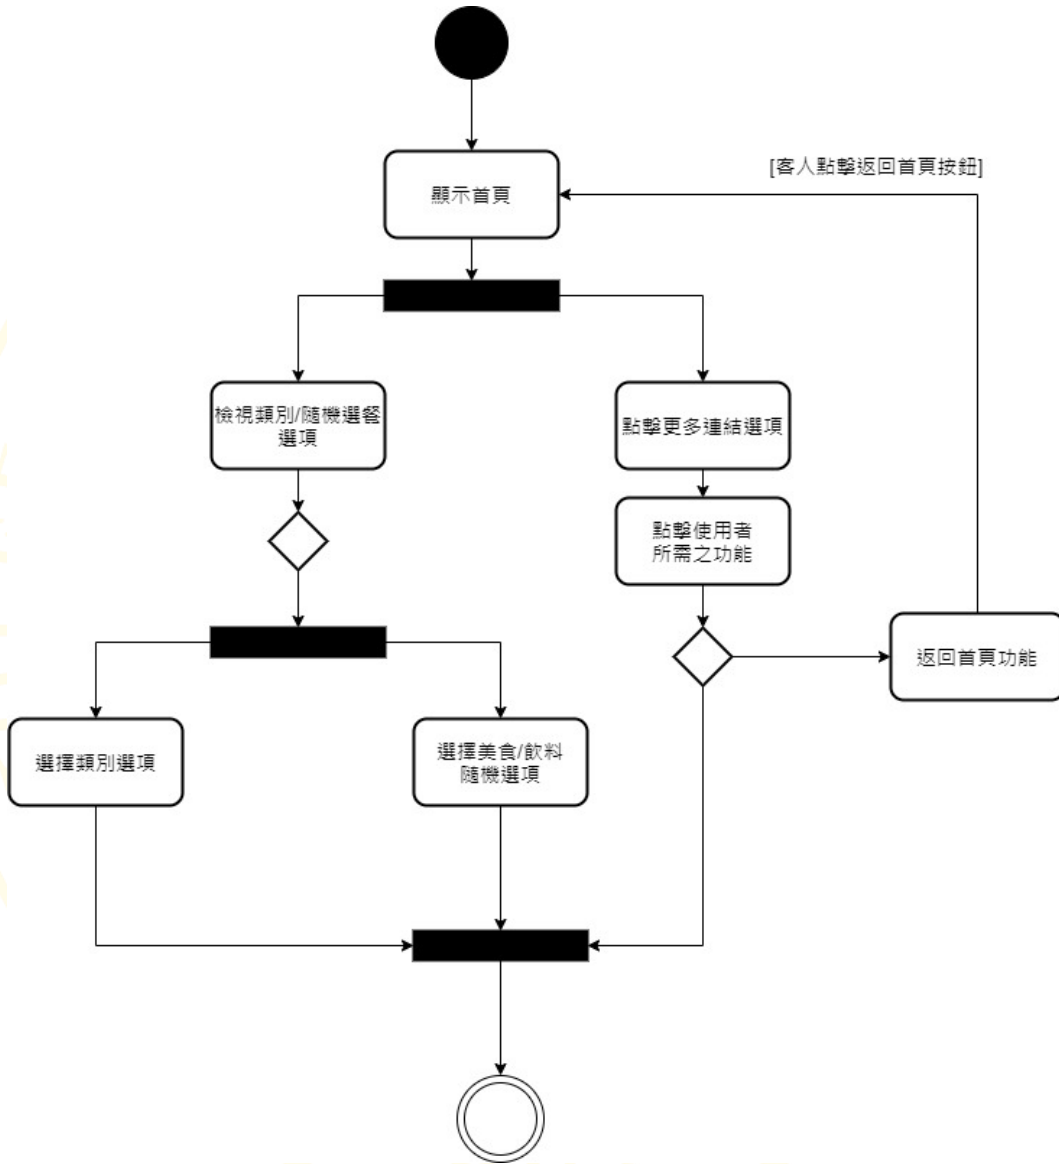 [客人點擊返回首頁按鈕]
顯示首頁
檢視類別/隨機選餐
選項
點擊更多連結選項
點擊使用者
所需之功能
返回首頁功能
選擇類別選項
選擇美食/飲料
隨機選項